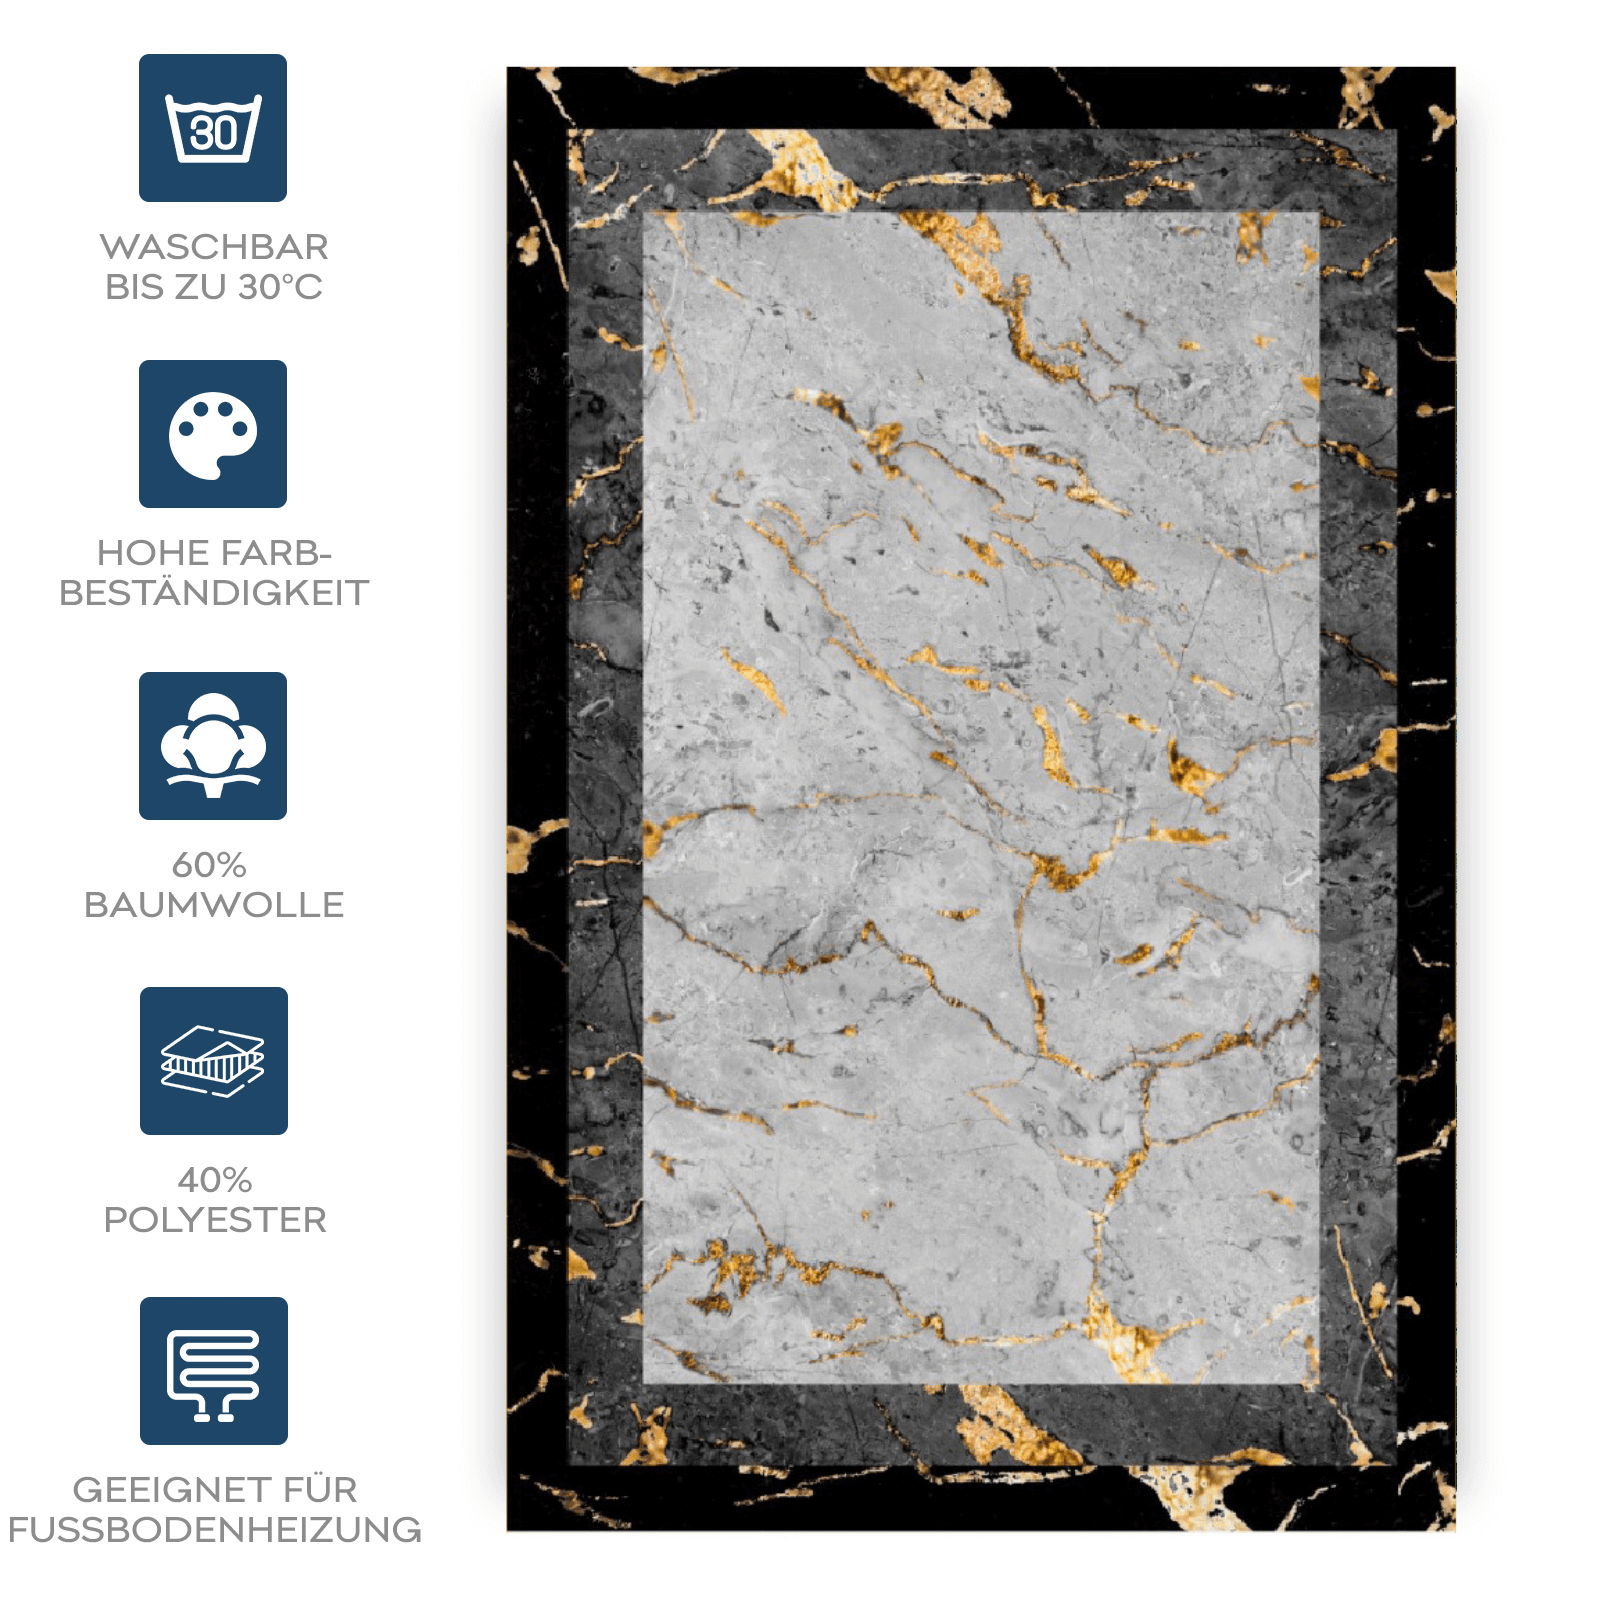 30
WASCHBAR
BIS ZU 30°C
HOHE FARB-
BESTÄNDIGKEIT
60%
BAUMWOLLE
40%
POLYESTER
GEEIGNET FÜR
FUSSBODENHEIZUNG